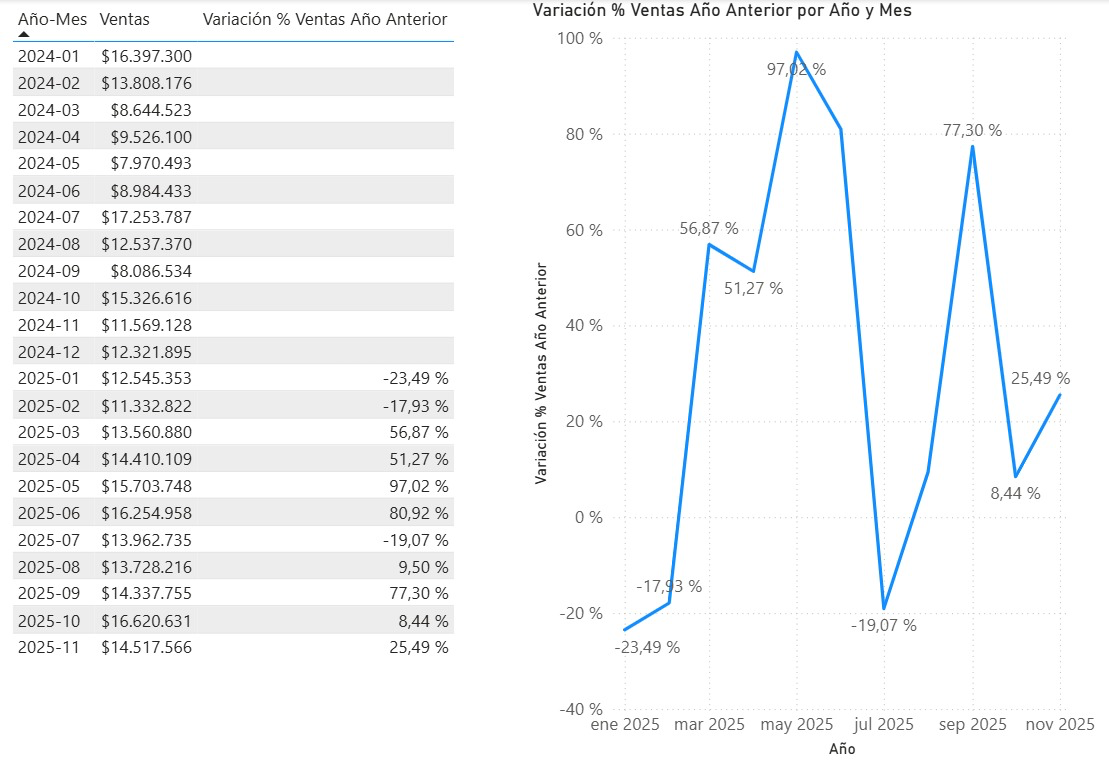 Año-Mes Ventas Variación % Ventas Año Anterior
2024-01 $16.397.300
2024-02 $13.808.176
2024-03 $8.644.523
2024-04 $9.526.100
2024-05 $7.970.493
2024-06 $8.984.433
2024-07 $17.253.787
2024-08 $12.537.370
2024-09 $8.086.534
2024-10 $15.326.616
2024-11 $11.569.128
2024-12 $12.321.895
2025-01 $12.545.353 -23,49 %
2025-02 $11.332.822 -17,93 %
2025-03 $13.560.880 56,87 %
2025-04 $14.410.109 51,27 %
2025-05 $15.703.748 97,02 %
2025-06 $16.254.958 80,92 %
2025-07 $13.962.735 -19,07 %
2025-08 $13.728.216 9,50 %
2025-09 $14.337.755 77,30 %
2025-10 $16.620.631 8,44 %
2025-11 $14.517.566 25,49 %
Variación % Ventas Año Anterior por Año y Mes
Variación % Ventas Año Anterior
100 %
80 %
60 %
40 %
20 %
0 %
-20 %
-40 %
-23,49 %
-17,93 %
56,87 %
51,27 %
97,02 %
-19,07 %
77,30 %
8,44 %
25,49 %
ene 2025 mar 2025 may 2025 jul 2025 sep 2025 nov 2025
Año